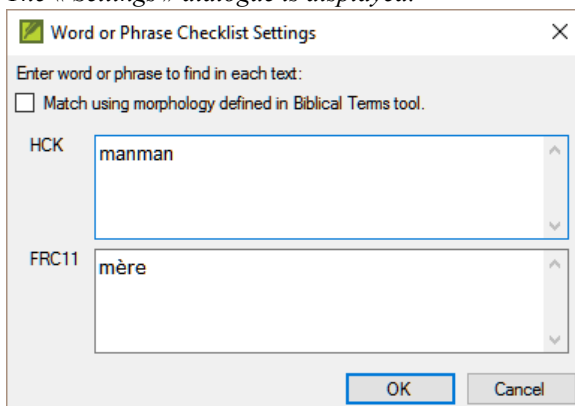 The « Settings » dialogue is displayed.
Word or Phrase Checklist Settings
Enter word or phrase to find in each text:
Match using morphology defined in Biblical Terms tool.
HCK
manman
FRC11
mère
OK Cancel